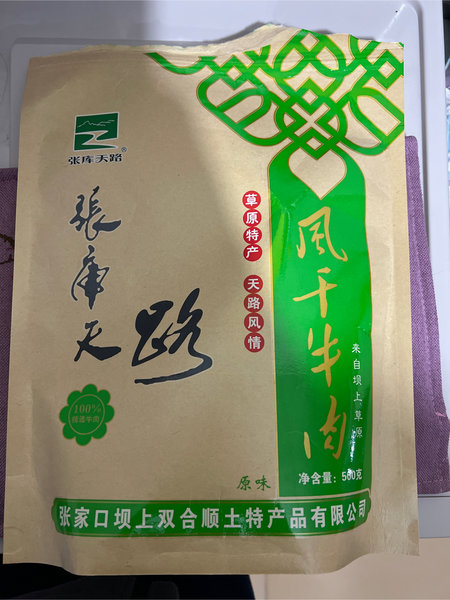 张库天路®
張庫天路
草原特产
天路风情
风干牛肉
来自坝上草原
100%
原味
净含量：500克
张家口坝上双合顺土特产品有限公司